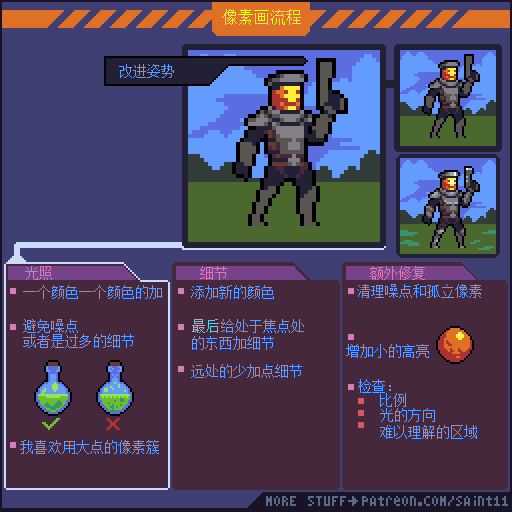 像素画流程
改进姿势
光照
一个颜色一个颜色的加
避免噪点
或者是过多的细节
我喜欢用大点的像素簇
细节
添加新的颜色
最后给处于焦点处
的东西加细节
远处的少加点细节
额外修复
清理噪点和孤立像素
增加小的高亮
检查:
比例
光的方向
难以理解的区域
MORE STUFF→PATREON.COM/SAINT11